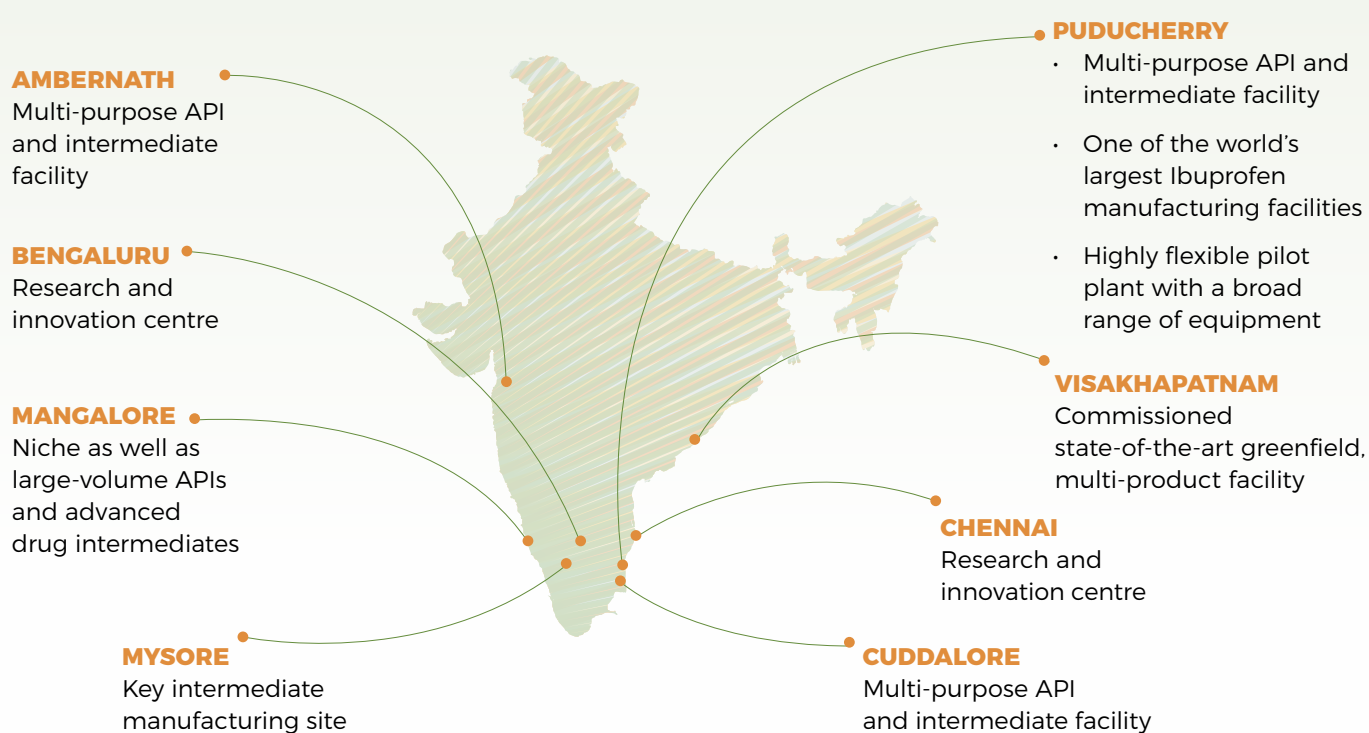 AMBERNATH
Multi-purpose API
and intermediate
facility
BENGALURU
Research and
innovation centre
MANGALORE
Niche as well as
large-volume APIs
and advanced
drug intermediates
MYSORE
Key intermediate
manufacturing site
PUDUCHERRY
• Multi-purpose API and
intermediate facility
• One of the world's
largest Ibuprofen
manufacturing facilities
• Highly flexible pilot
plant with a broad
range of equipment
VISAKHAPATNAM
Commissioned
state-of-the-art greenfield,
multi-product facility
CHENNAI
Research and
innovation centre
CUDDALORE
Multi-purpose API
and intermediate facility